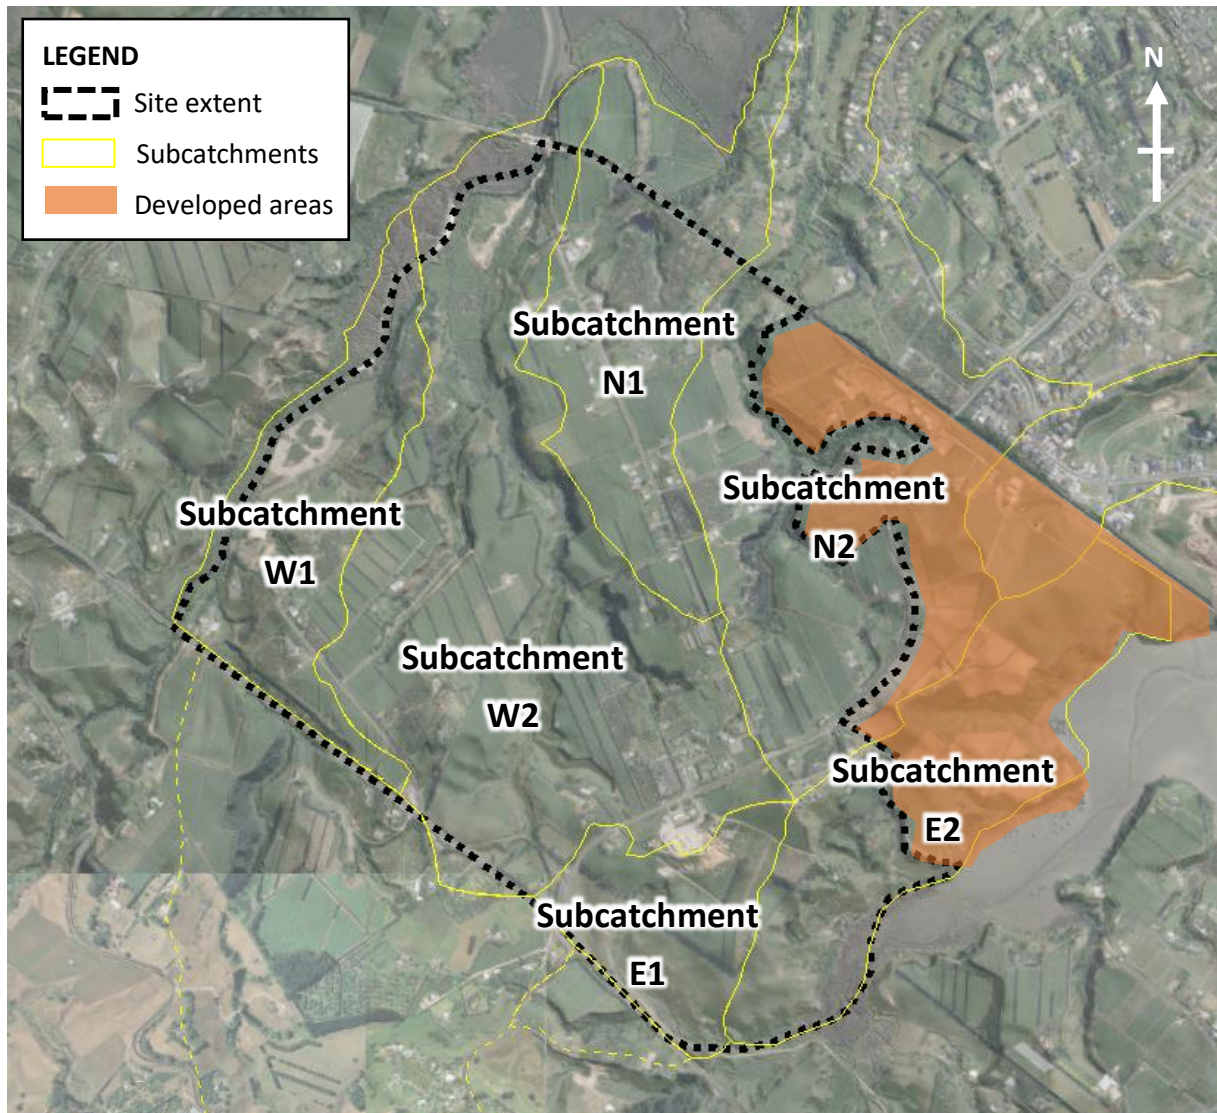 LEGEND
Site extent
Subcatchments
Developed areas
N
Subcatchment
N1
Subcatchment
N2
Subcatchment
W1
Subcatchment
W2
Subcatchment
E2
Subcatchment
E1